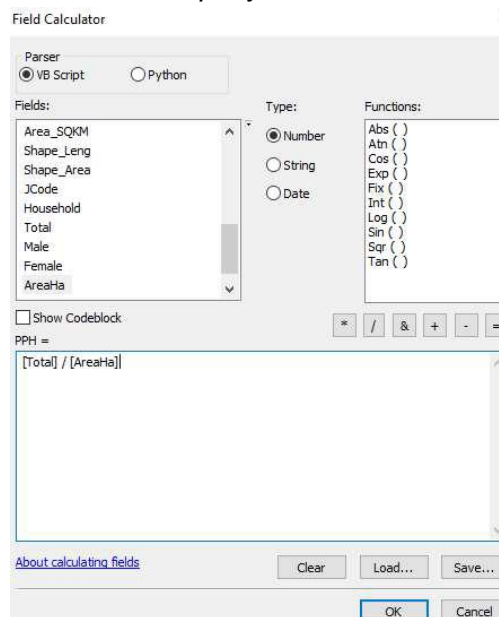 Field Calculator
Parser
VB Script
Python
Fields:
Type:
Functions:
Area_SQKM
Shape_Leng
Shape_Area
JCode
Household
Total
Male
Female
AreaHa
Number
String
Date
Abs ( )
Atn ( )
Cos ( )
Exp ( )
Fix ( )
Int ( )
Log ( )
Sin ( )
Sqr ( )
Tan ( )
Show Codeblock
* / & + - =
PPH =
[Total] / [AreaHa]
About calculating fields
Clear
Load...
Save...
OK
Cancel